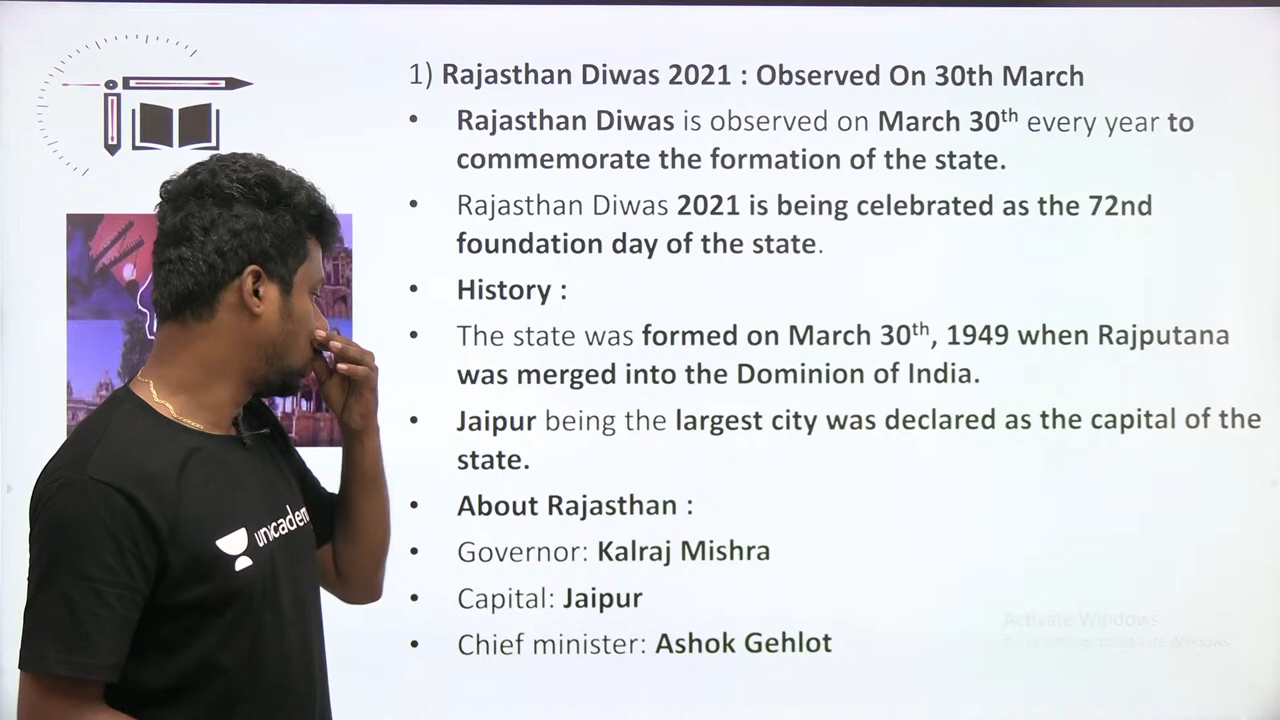 1) Rajasthan Diwas 2021 : Observed On 30th March
• Rajasthan Diwas is observed on March 30th every year to
commemorate the formation of the state.
• Rajasthan Diwas 2021 is being celebrated as the 72nd
foundation day of the state.
• History :
• The state was formed on March 30th, 1949 when Rajputana
was merged into the Dominion of India.
• Jaipur being the largest city was declared as the capital of the
state.
• About Rajasthan :
• Governor: Kalraj Mishra
• Capital: Jaipur
• Chief minister: Ashok Gehlot
Activate Windows